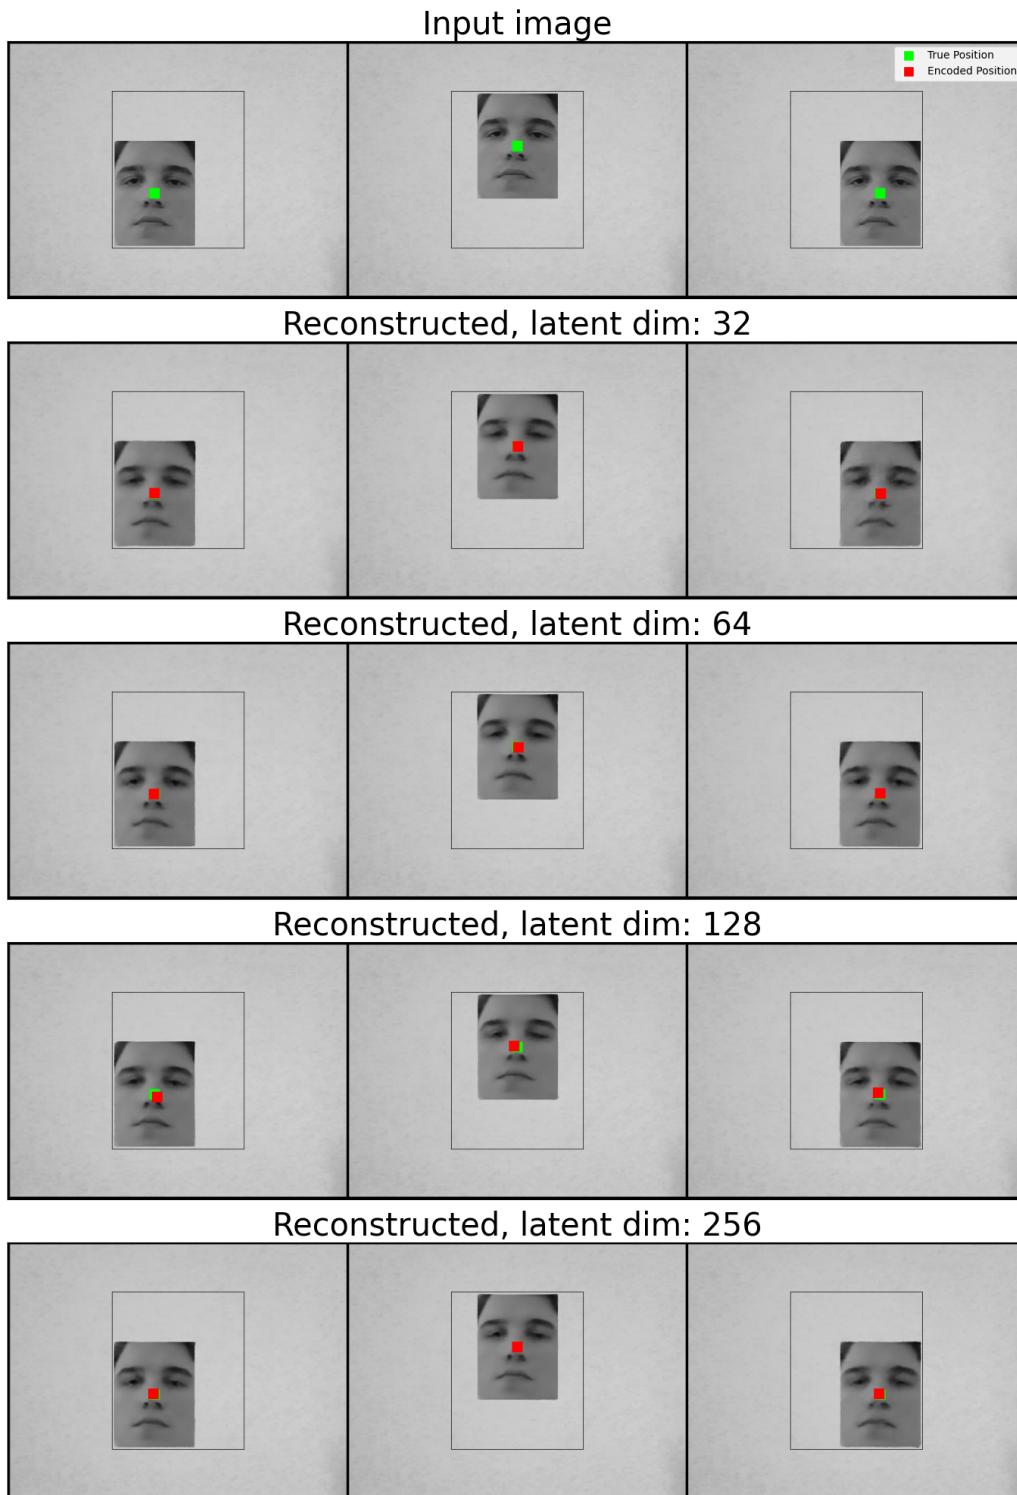 Input image
True Position
Encoded Position
Reconstructed, latent dim: 32
Reconstructed, latent dim: 64
Reconstructed, latent dim: 128
Reconstructed, latent dim: 256